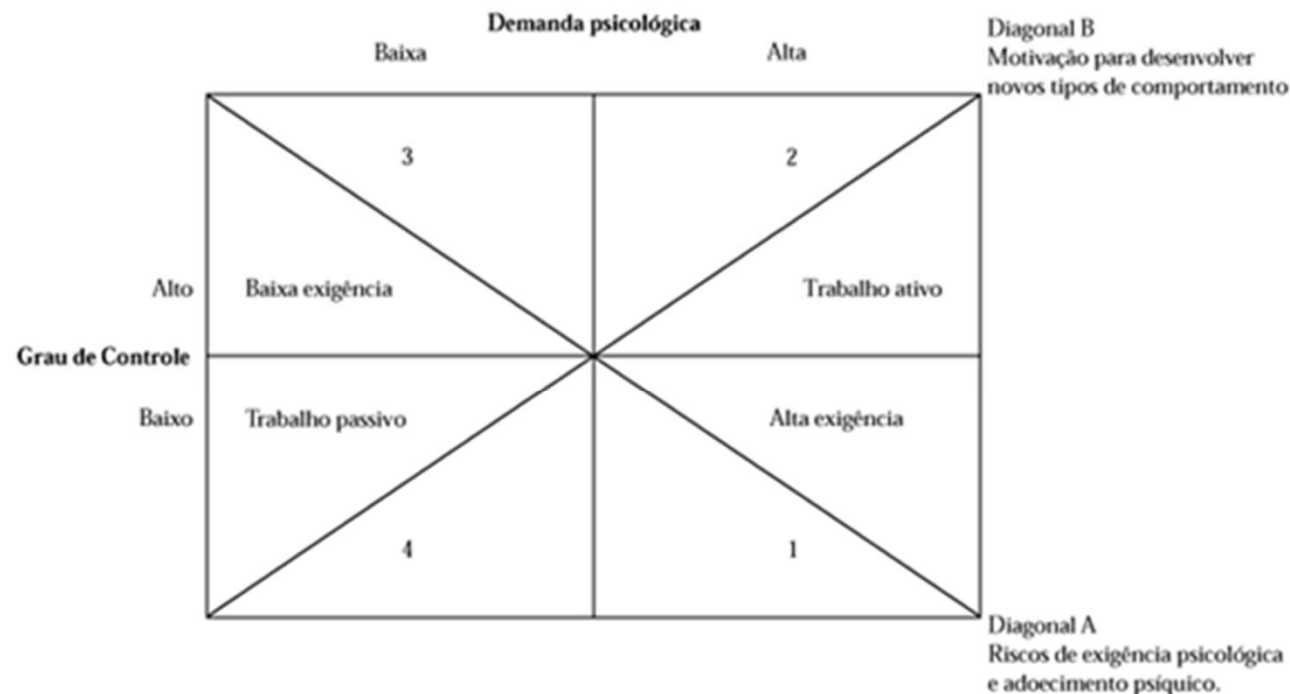 Demanda psicológica
Baixa
Alta
Diagonal B
Motivação para desenvolver
novos tipos de comportamento
3
2
Alto
Baixa exigência
Trabalho ativo
Grau de Controle
Baixo
Trabalho passivo
Alta exigência
4
1
Diagonal A
Riscos de exigência psicológica
e adoecimento psíquico.